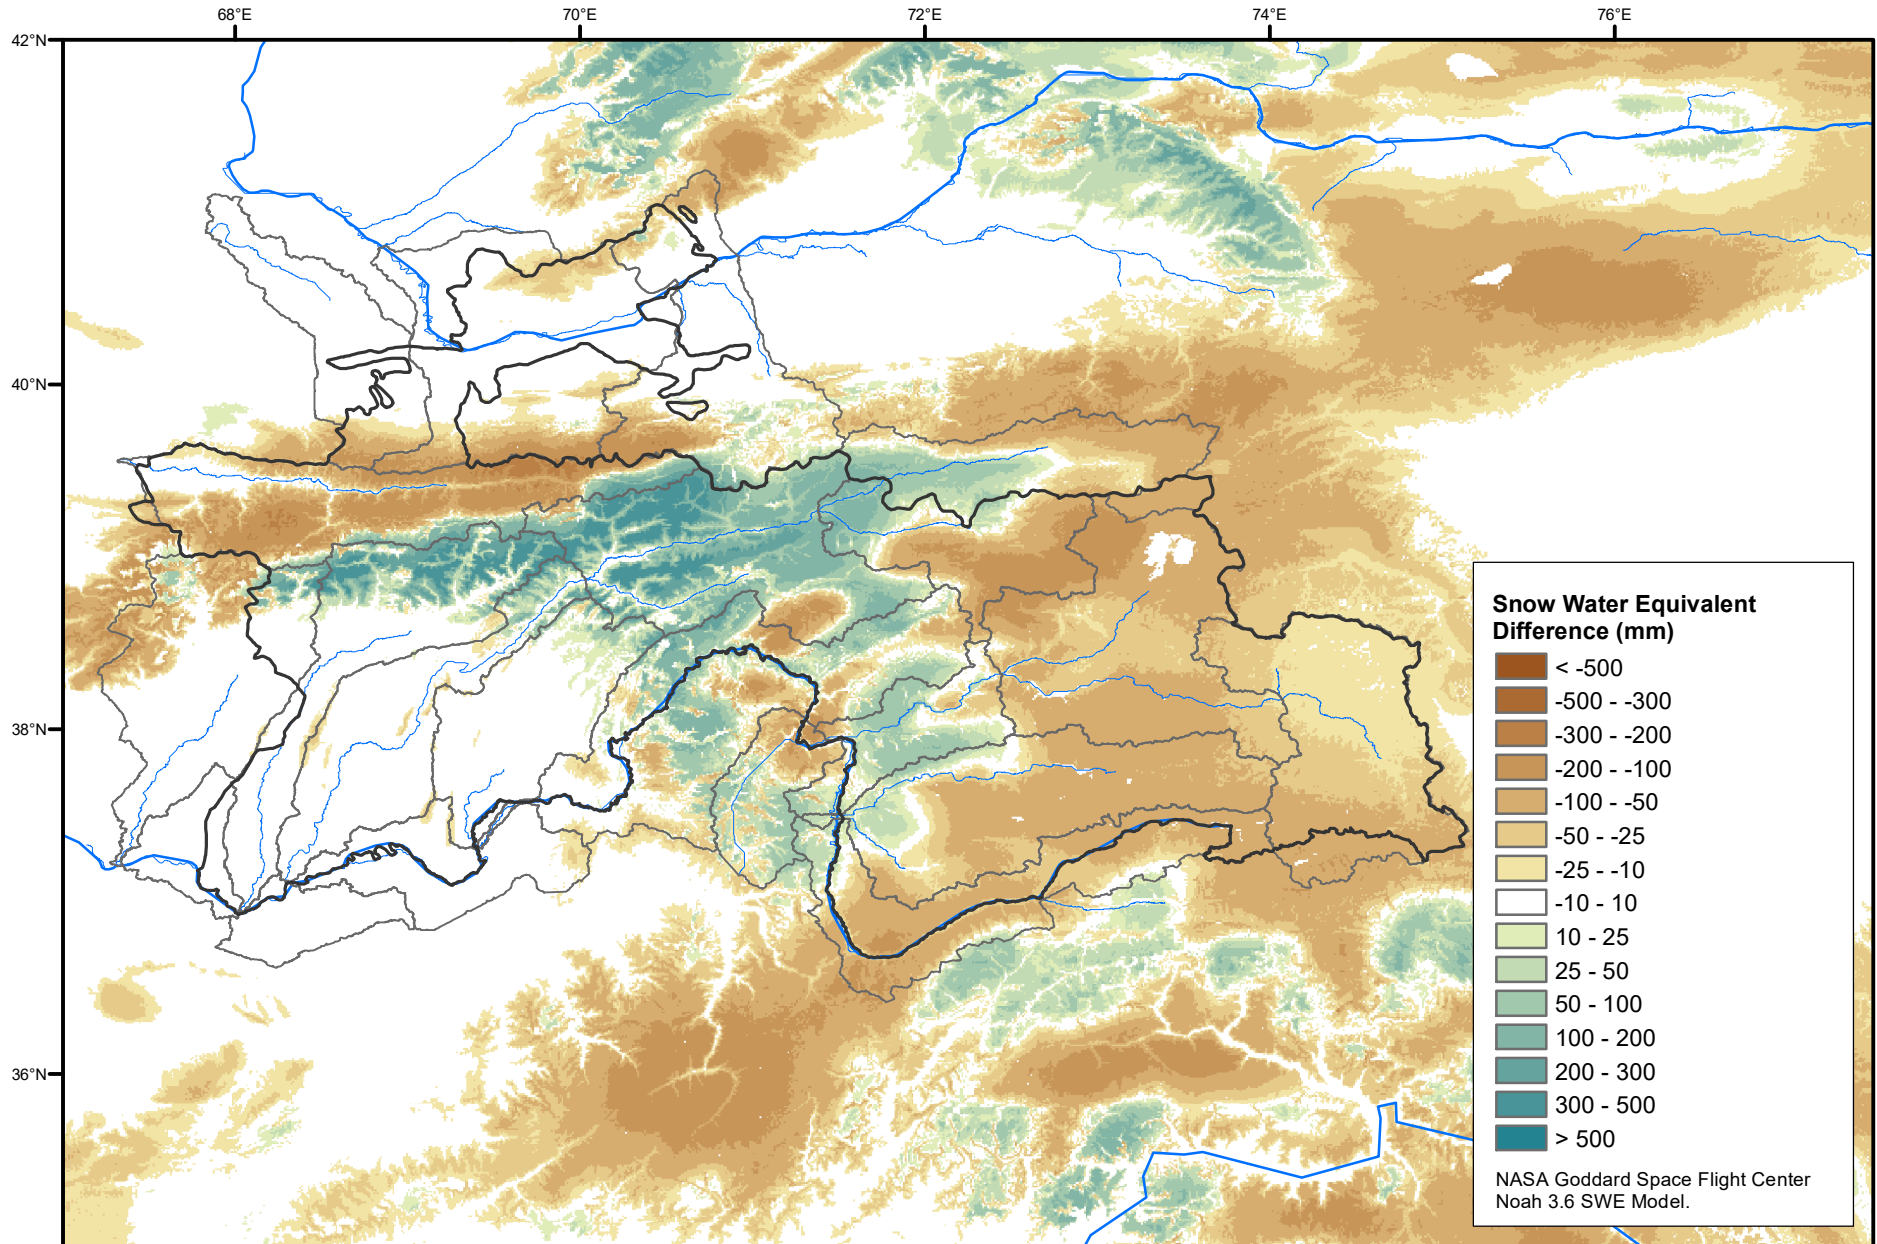 68°E 70°E 72°E 74°E 76°E
42°N
40°N
38°N
36°N
Snow Water Equivalent
Difference (mm)
< -500
-500 - -300
-300 - -200
-200 - -100
-100 - -50
-50 - -25
-25 - -10
-10 - 10
10 - 25
25 - 50
50 - 100
100 - 200
200 - 300
300 - 500
> 500
NASA Goddard Space Flight Center
Noah 3.6 SWE Model.